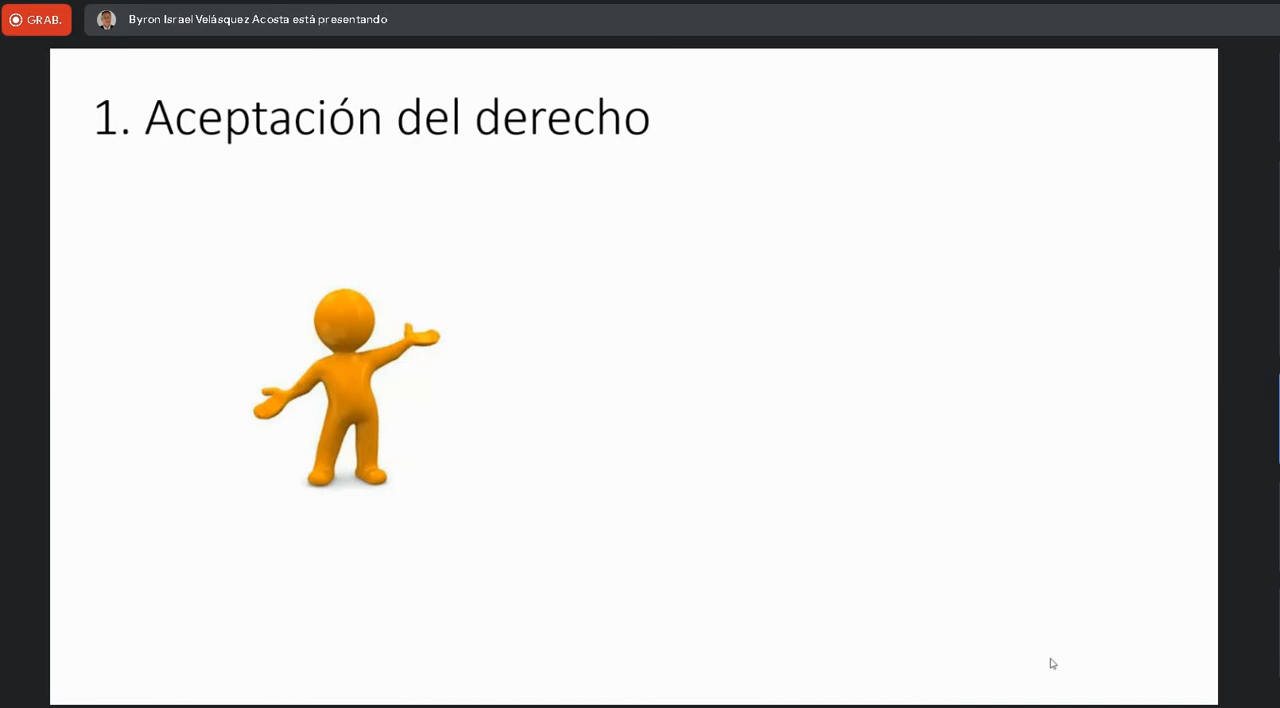 GRAB.
Byron Israel Velásquez Acosta está presentando
1. Aceptación del derecho